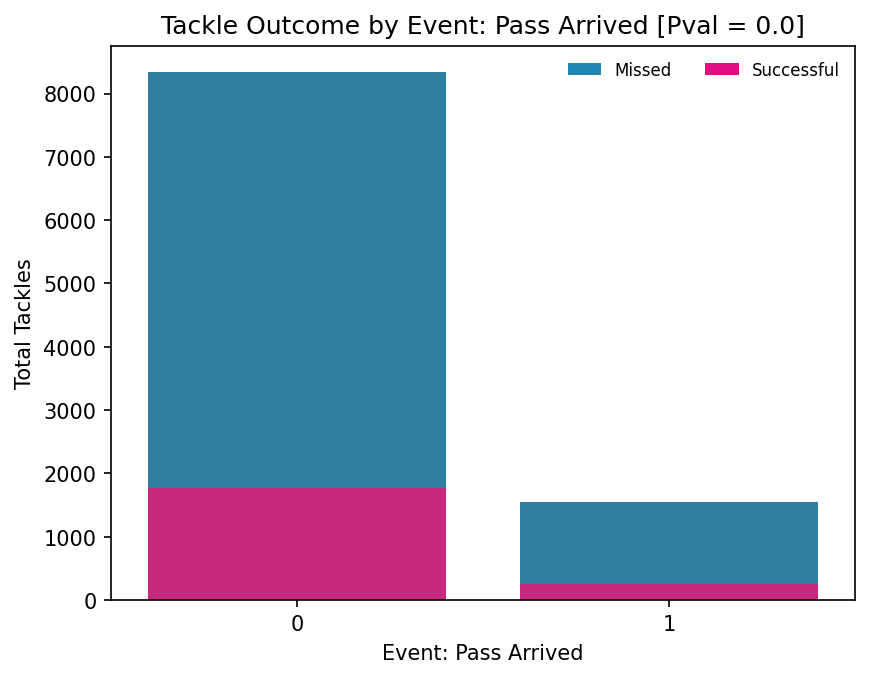 Tackle Outcome by Event: Pass Arrived [Pval = 0.0]
Missed
Successful
Total Tackles
8000
7000
6000
5000
4000
3000
2000
1000
0
0
1
Event: Pass Arrived